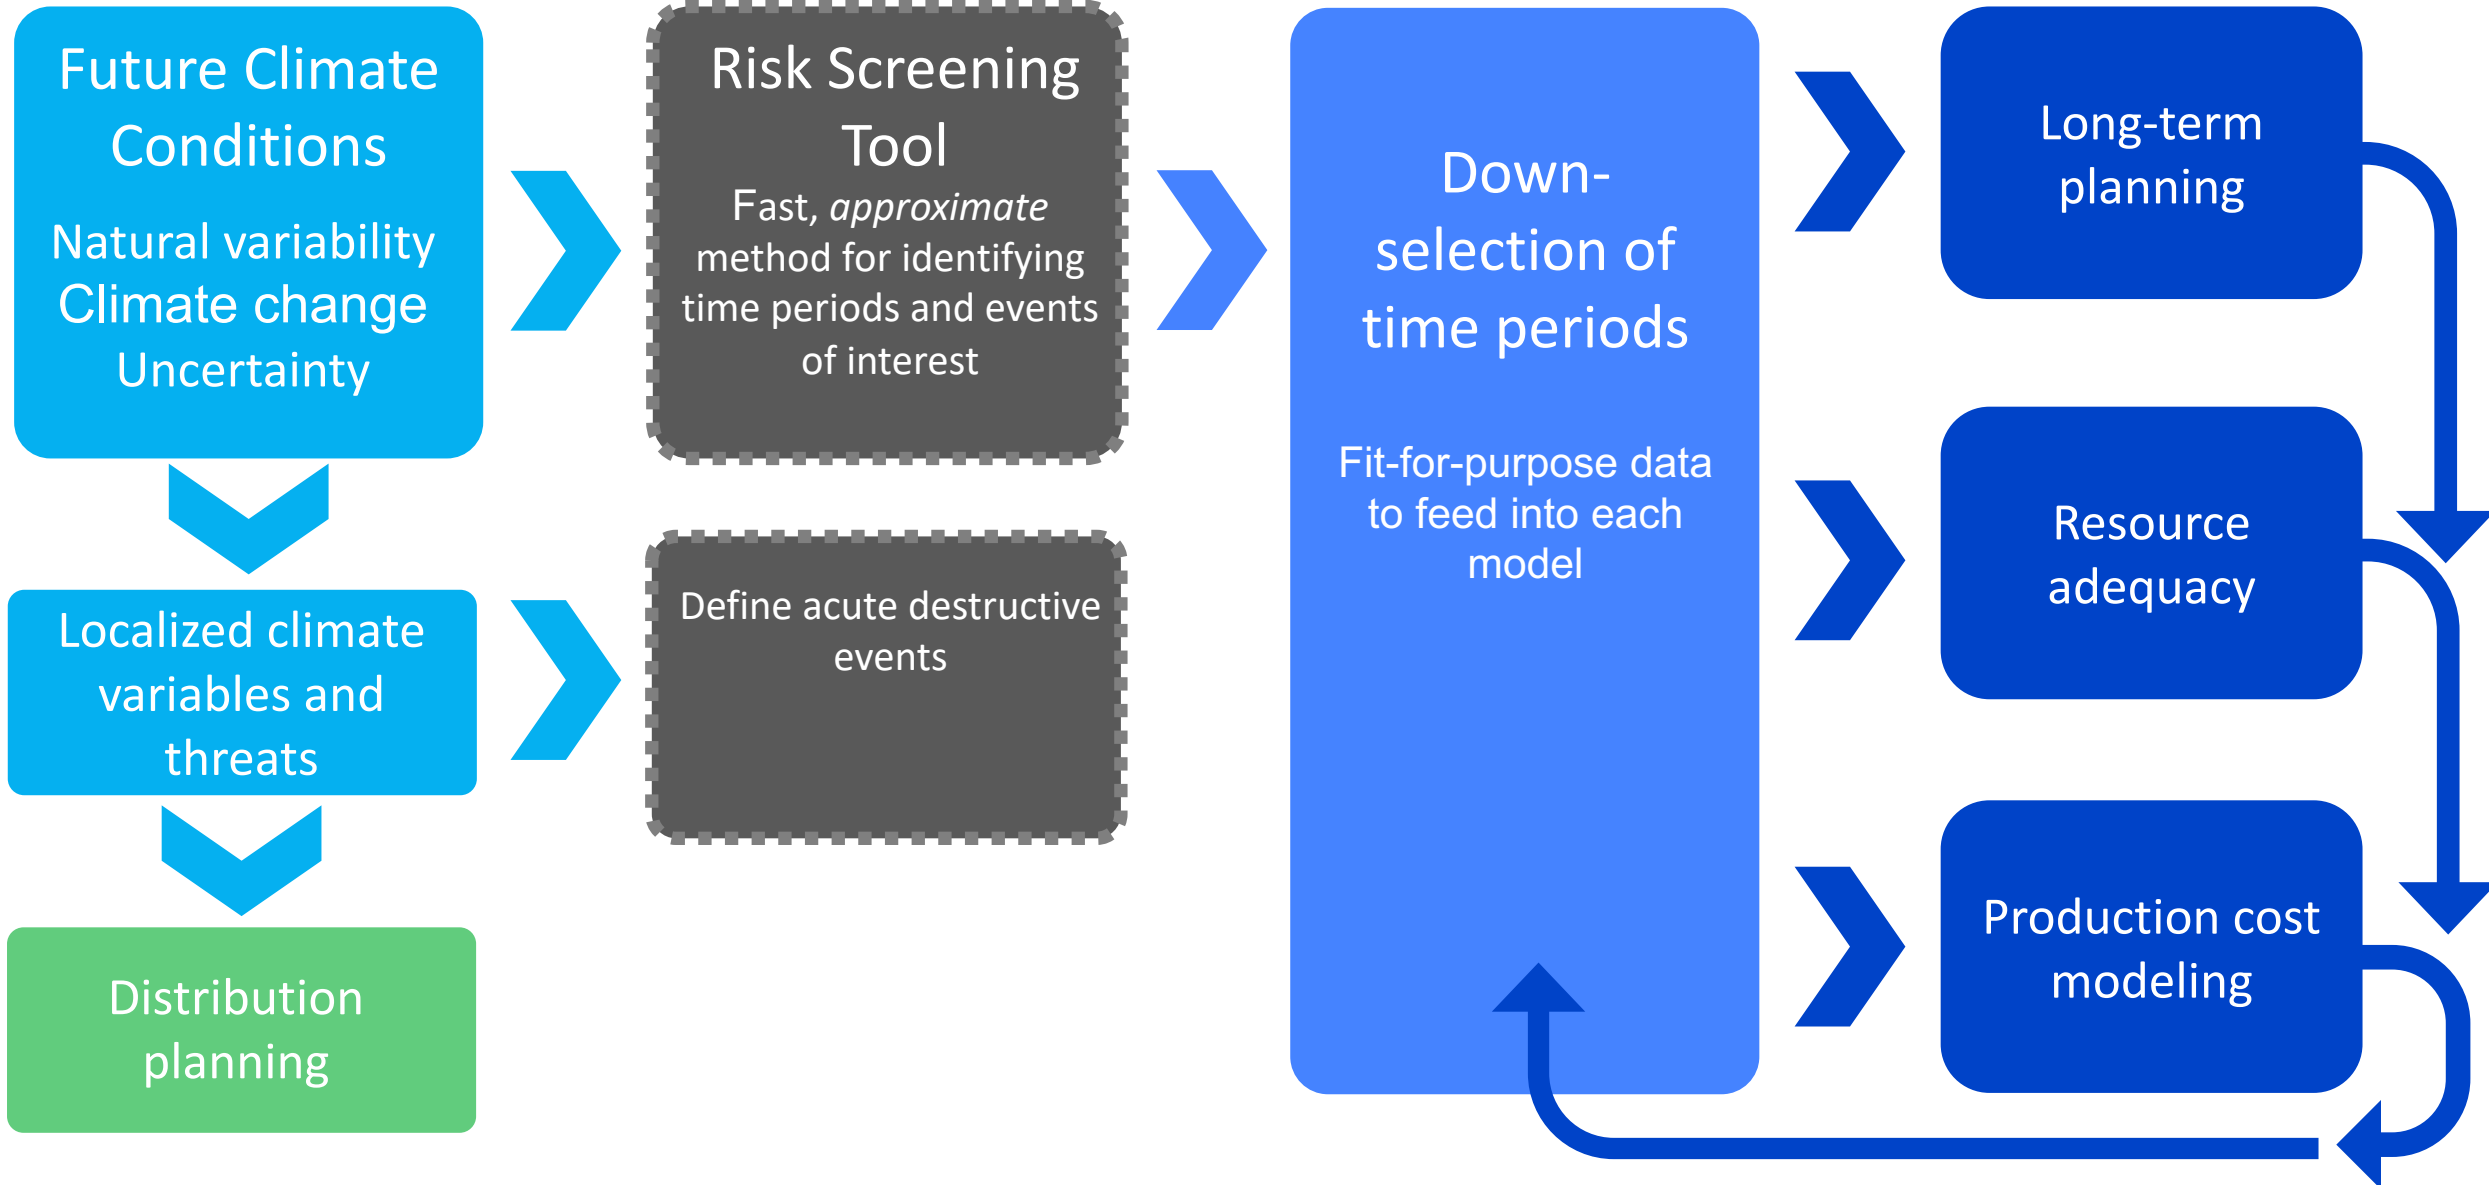 Future Climate
Conditions
Natural variability
Climate change
Uncertainty
Risk Screening
Tool
Fast, approximate
method for identifying
time periods and events
of interest
Down-
selection of
time periods
Fit-for-purpose data
to feed into each
model
Long-term
planning
Resource
adequacy
Production cost
modeling
Localized climate
variables and
threats
Define acute destructive
events
Distribution
planning